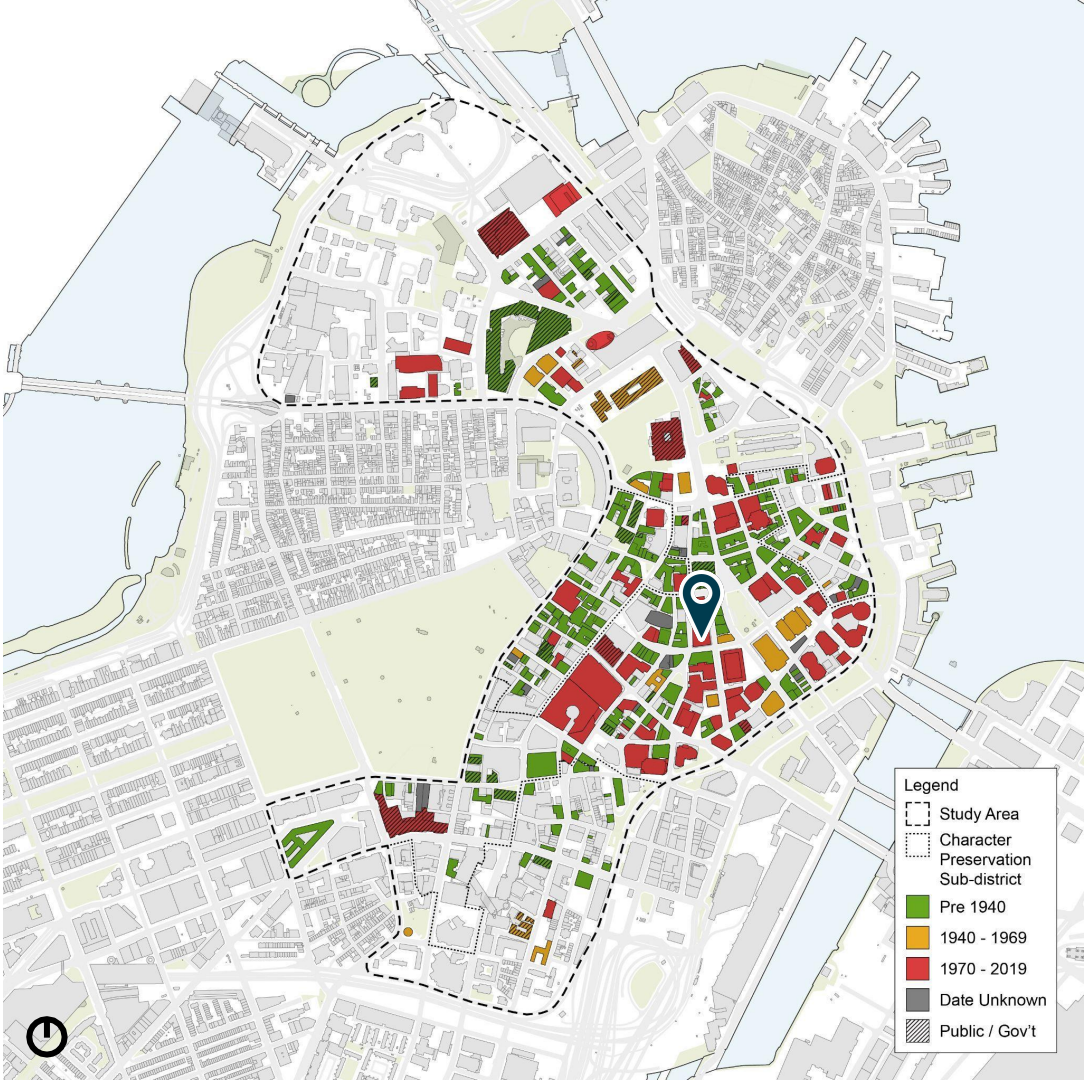 Legend
Study Area
Character
Preservation
Sub-district
Pre 1940
1940 - 1969
1970 - 2019
Date Unknown
Public / Gov't